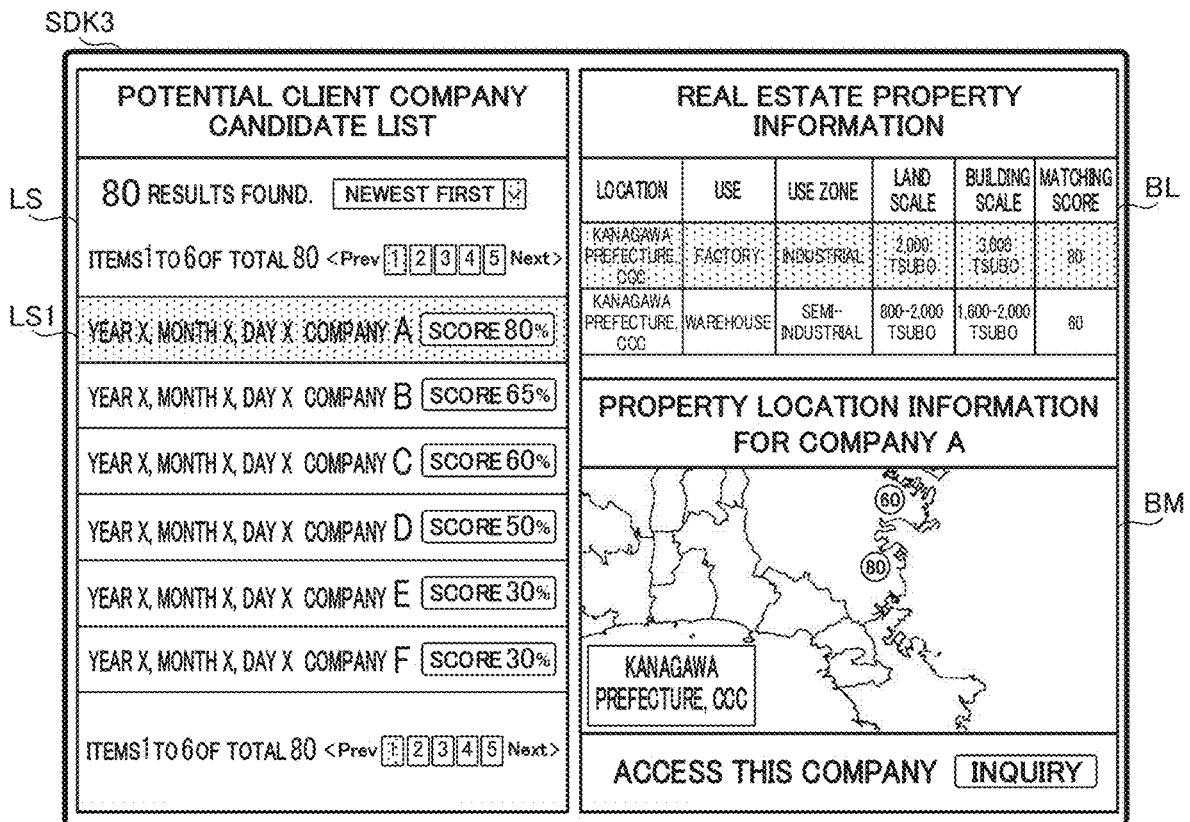 SDK3
POTENTIAL CLIENT COMPANY
CANDIDATE LIST
LS
80 RESULTS FOUND. NEWEST FIRST
ITEMS 1 TO 6 OF TOTAL 80 <Prev 1 2 3 4 5 Next>
LS1
YEAR X, MONTH X, DAY X COMPANY A SCORE 80%
YEAR X, MONTH X, DAY X COMPANY B SCORE 65%
YEAR X, MONTH X, DAY X COMPANY C SCORE 60%
YEAR X, MONTH X, DAY X COMPANY D SCORE 50%
YEAR X, MONTH X, DAY X COMPANY E SCORE 30%
YEAR X, MONTH X, DAY X COMPANY F SCORE 30%
ITEMS 1 TO 6 OF TOTAL 80 <Prev 1 2 3 4 5 Next>
REAL ESTATE PROPERTY
INFORMATION
BL
LOCATION USE USE ZONE LAND SCALE BUILDING SCALE MATCHING SCORE
KANAGAWA PREFECTURE, FACTORY INDUSTRIAL 2,000 TSUBO TSUBO 80
KANAGAWA PREFECTURE, WAREHOUSE SEMI-INDUSTRIAL 800-2,000 TSUBO 1,600-2,000 TSUBO 60
PROPERTY LOCATION INFORMATION
FOR COMPANY A
BM
60
80
KANAGAWA
PREFECTURE,
ACCESS THIS COMPANY INQUIRY